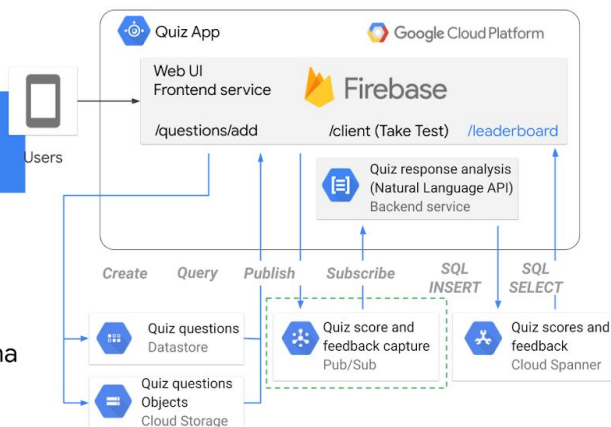 Quiz App
Google Cloud Platform
Web UI
Frontend service
Firebase
/questions/add
/client (Take Test)
/leaderboard
Users
Quiz response analysis
(Natural Language API)
Backend service
Create
Query
Publish
Subscribe
SQL
INSERT
SQL
SELECT
Quiz questions
Datastore
Quiz score and
feedback capture
Pub/Sub
Quiz scores and
feedback
Cloud Spanner
na
Quiz questions
Objects
Cloud Storage